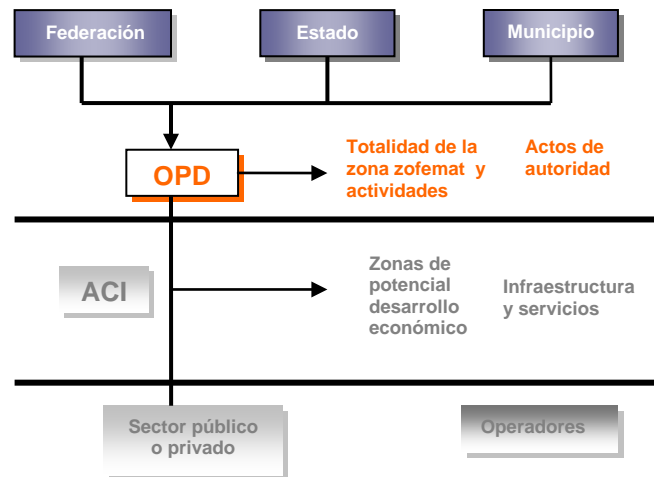 Federación
Estado
Municipio
OPD
Totalidad de la
zona zofemat y
actividades
Actos de
autoridad
ACI
Zonas de
potencial
desarrollo
económico
Infraestructura
y servicios
Sector público
o privado
Operadores